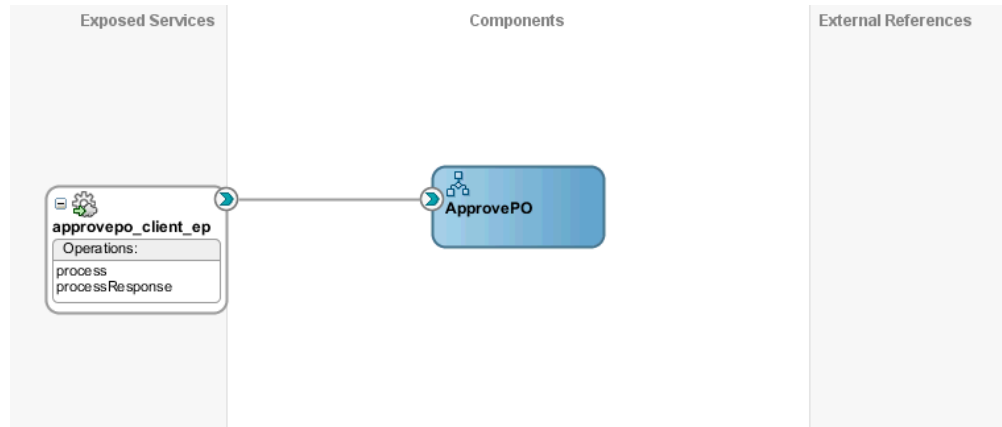 Exposed Services
Components
External References
approvepo_client_ep
Operations:
process
processResponse
ApprovePO